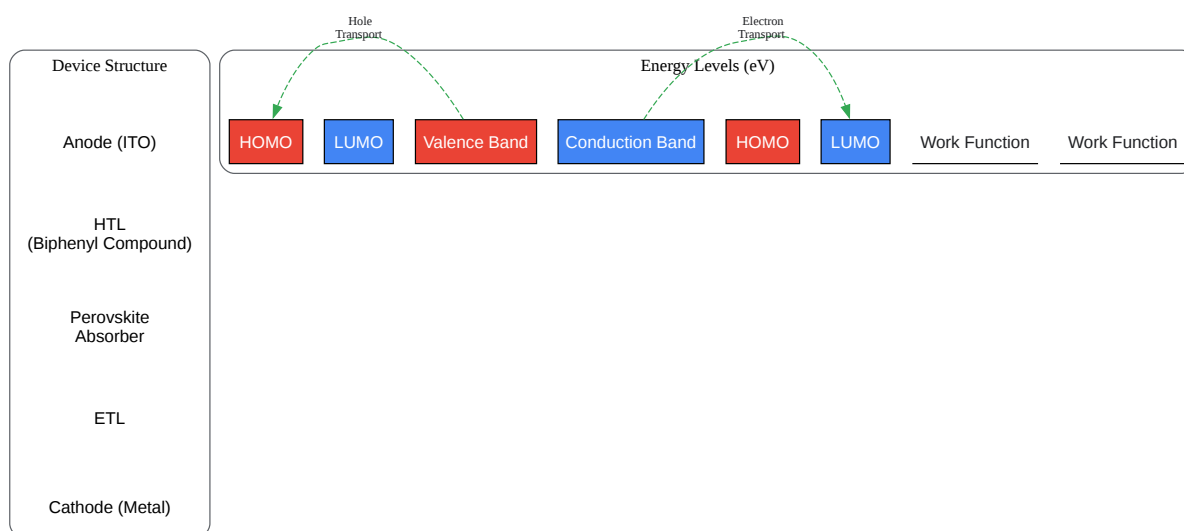 Hole
Transport
Electron
Transport
Device Structure
Energy Levels (eV)
Anode (ITO)
HOMO
LUMO
Valence Band
Conduction Band
HOMO
LUMO
Work Function
Work Function
HTL
(Biphenyl Compound)
Perovskite
Absorber
ETL
Cathode (Metal)